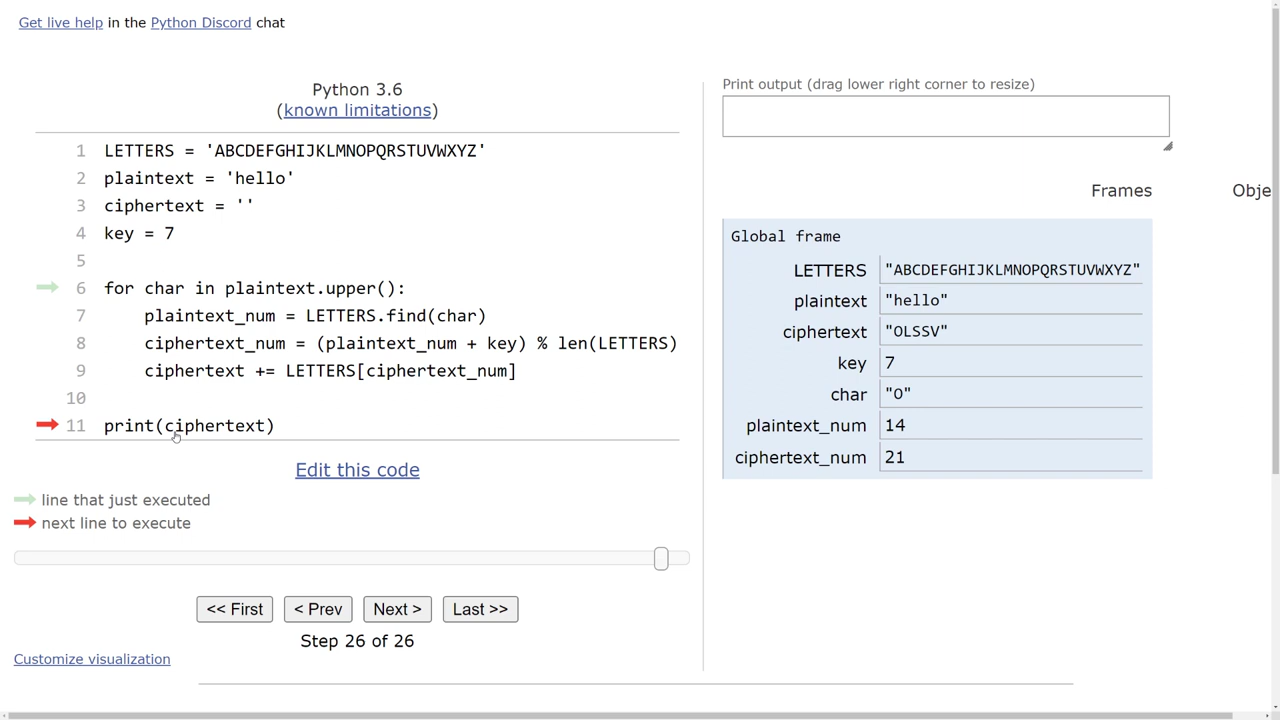 Get live help in the Python Discord chat
Python 3.6
(known limitations)
1 LETTERS = 'ABCDEFGHIJKLMNOPQRSTUVWXYZ'
2 plaintext = 'hello'
3 ciphertext = ''
4 key = 7
5
6 for char in plaintext.upper():
7     plaintext_num = LETTERS.find(char)
8     ciphertext_num = (plaintext_num + key) % len(LETTERS)
9     ciphertext += LETTERS[ciphertext_num]
10
11 print(ciphertext)
Edit this code
line that just executed
next line to execute
<< First < Prev Next > Last >>
Step 26 of 26
Customize visualization
Print output (drag lower right corner to resize)
Frames Obje
Global frame
LETTERS "ABCDEFGHIJKLMNOPQRSTUVWXYZ"
plaintext "hello"
ciphertext "OLSSV"
key 7
char "O"
plaintext_num 14
ciphertext_num 21